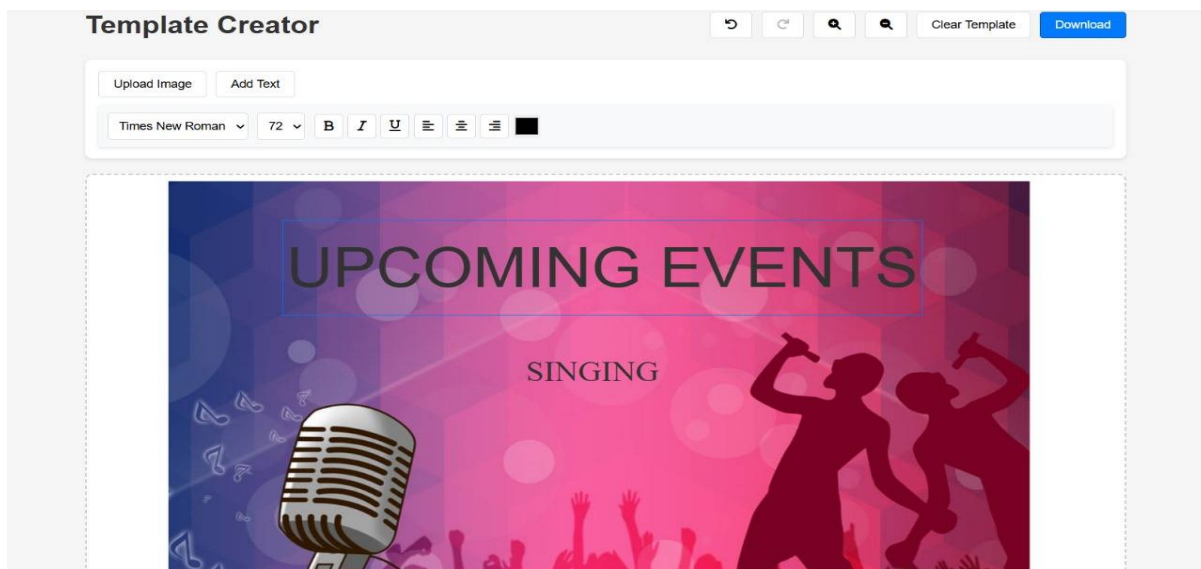 Template Creator
Clear Template
Download
Upload Image
Add Text
Times New Roman
72
B
I
U
UPCOMING EVENTS
SINGING